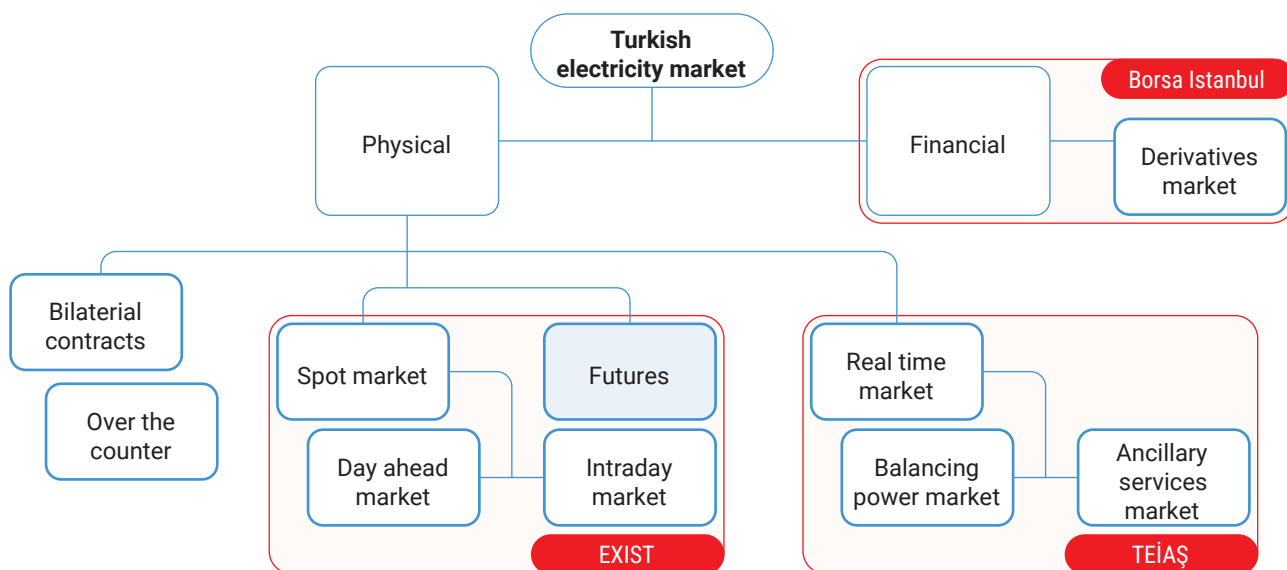 Turkish
electricity market
Borsa Istanbul
Physical
Financial
Derivatives
market
Bilaterial
contracts
Over the
counter
Spot market
Futures
Day ahead
market
Intraday
market
EXIST
Real time
market
Balancing
power market
Ancillary
services
market
TEİAŞ